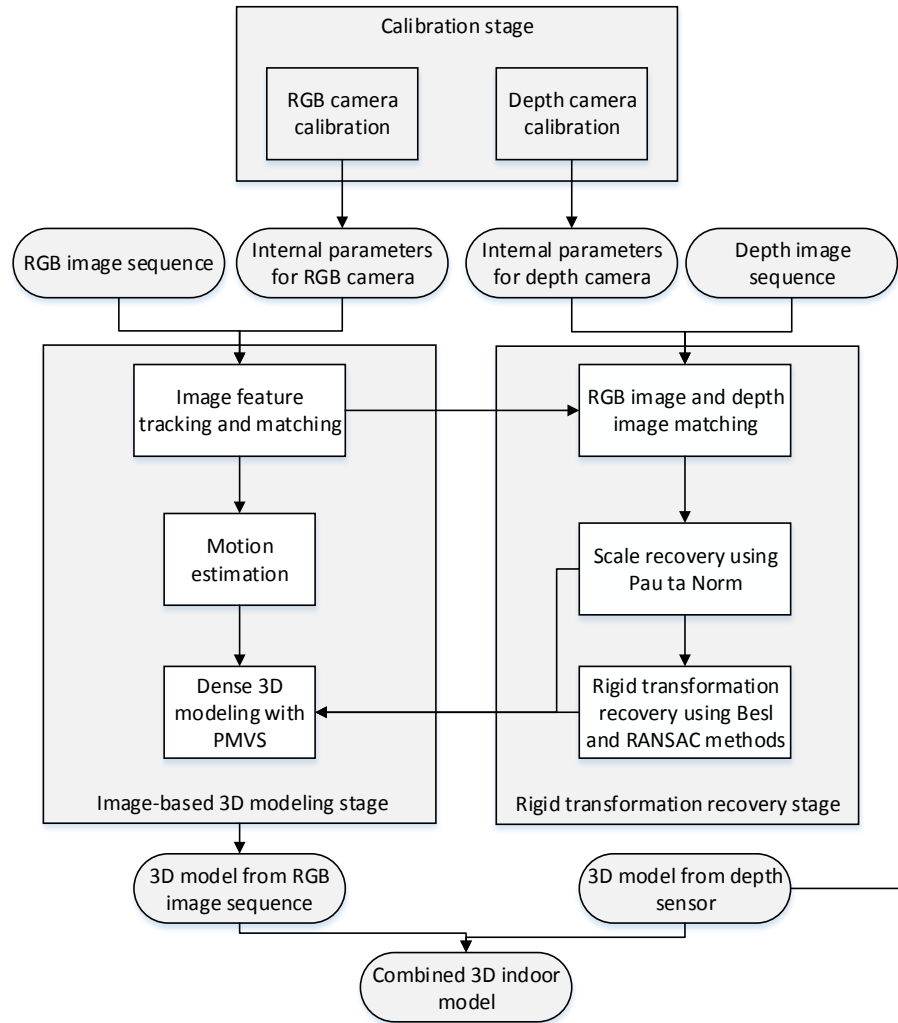 Calibration stage
RGB camera
calibration
Depth camera
calibration
RGB image sequence
Internal parameters
for RGB camera
Internal parameters
for depth camera
Depth image
sequence
Image feature
tracking and matching
RGB image and depth
image matching
Motion
estimation
Scale recovery using
Pau ta Norm
Dense 3D
modeling with
PMVS
Rigid transformation
recovery using Besl
and RANSAC methods
Image-based 3D modeling stage
Rigid transformation recovery stage
3D model from RGB
image sequence
3D model from depth
sensor
Combined 3D indoor
model